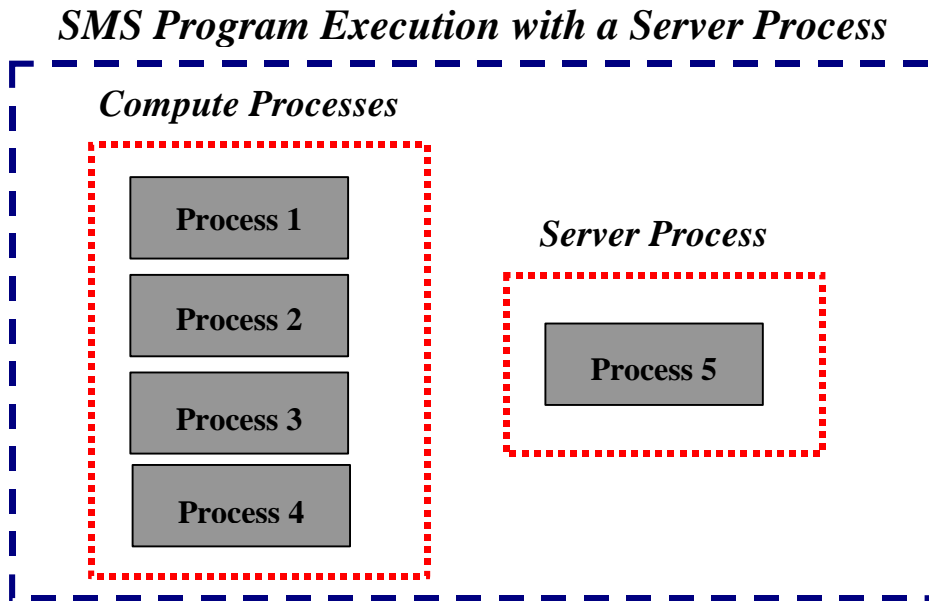 SMS Program Execution with a Server Process
Compute Processes
Process 1
Process 2
Process 3
Process 4
Server Process
Process 5